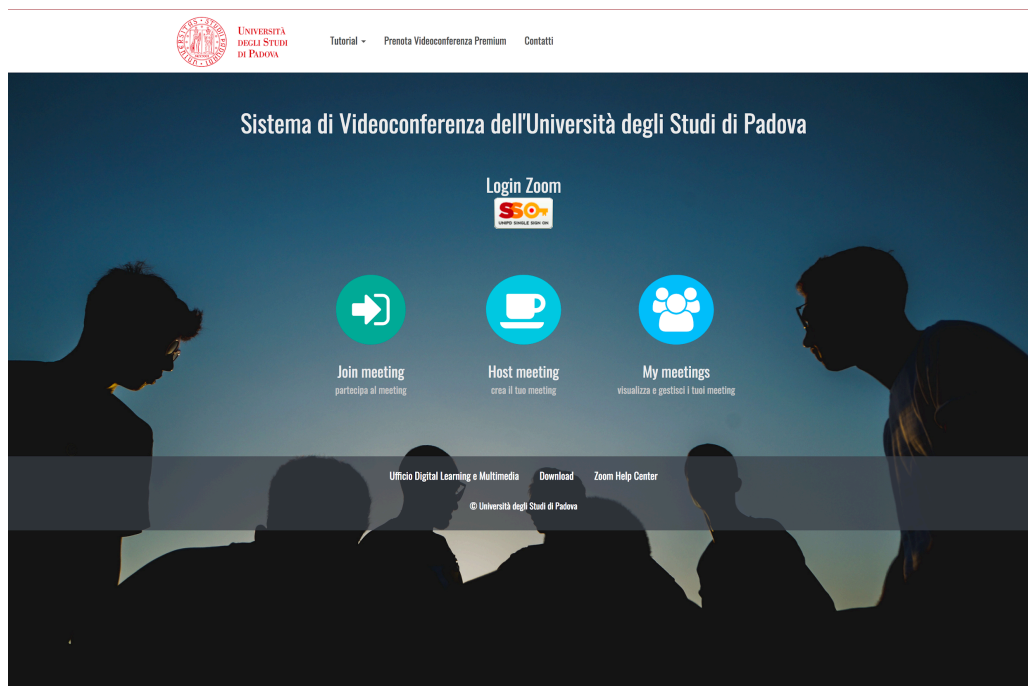 Università
degli Studi
di Padova
Tutorial
Prenota Videoconferenza Premium
Contatti
Sistema di Videoconferenza dell'Università degli Studi di Padova
Login Zoom
SSO
UNIPD SINGLE SIGN ON
Join meeting
partecipa al meeting
Host meeting
crea il tuo meeting
My meetings
visualizza e gestisci i tuoi meeting
Ufficio Digital Learning e Multimedia
Download
Zoom Help Center
© Università degli Studi di Padova